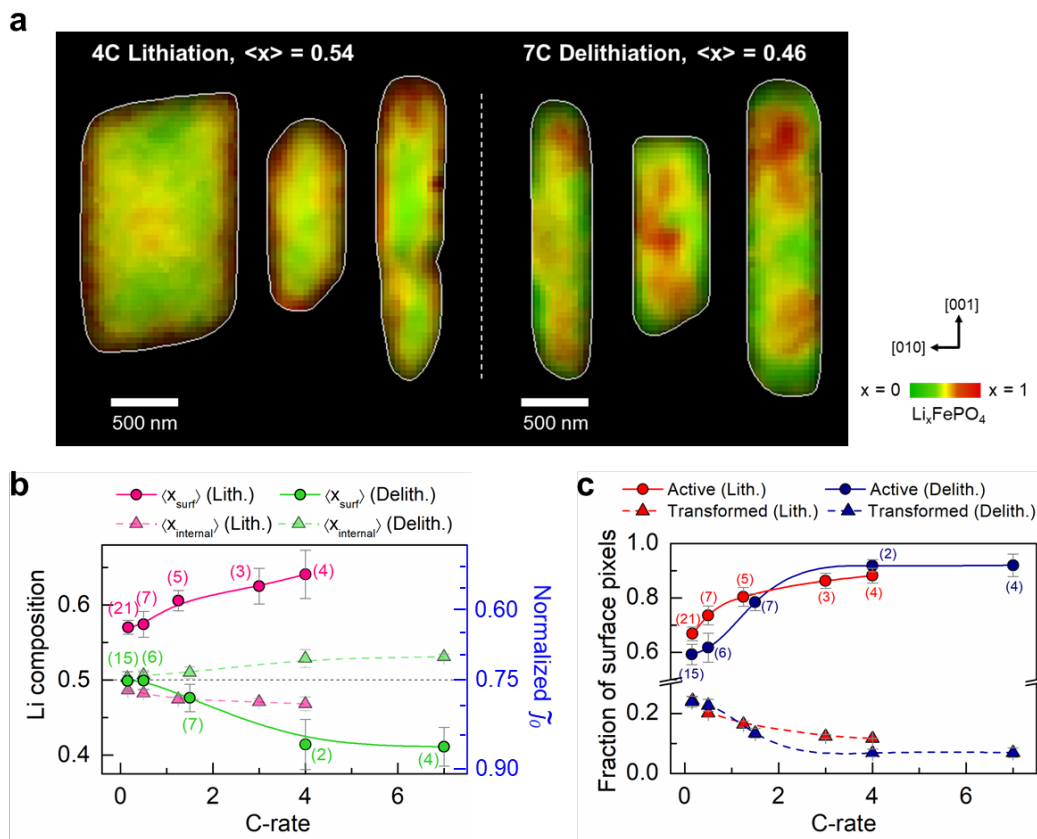 a
4C Lithiation, <x> = 0.54
7C Delithiation, <x> = 0.46
500 nm
500 nm
[001]
[010]
x = 0
x = 1
LixFePO4
b
⟨xsurf⟩ (Lith.)
⟨xsurf⟩ (Delith.)
⟨xinternal⟩ (Lith.)
⟨xinternal⟩ (Delith.)
Li composition
0.6
0.5
0.4
(21)
(7)
(5)
(3)
(4)
(15)
(6)
(7)
(2)
(4)
0.60
0.75
0.90
Normalized j̃0
0
2
4
6
C-rate
c
Active (Lith.)
Active (Delith.)
Transformed (Lith.)
Transformed (Delith.)
Fraction of surface pixels
1.0
0.8
0.6
0.2
0.0
(21)
(7)
(5)
(3)
(4)
(15)
(6)
(7)
(2)
(4)
0
2
4
6
C-rate